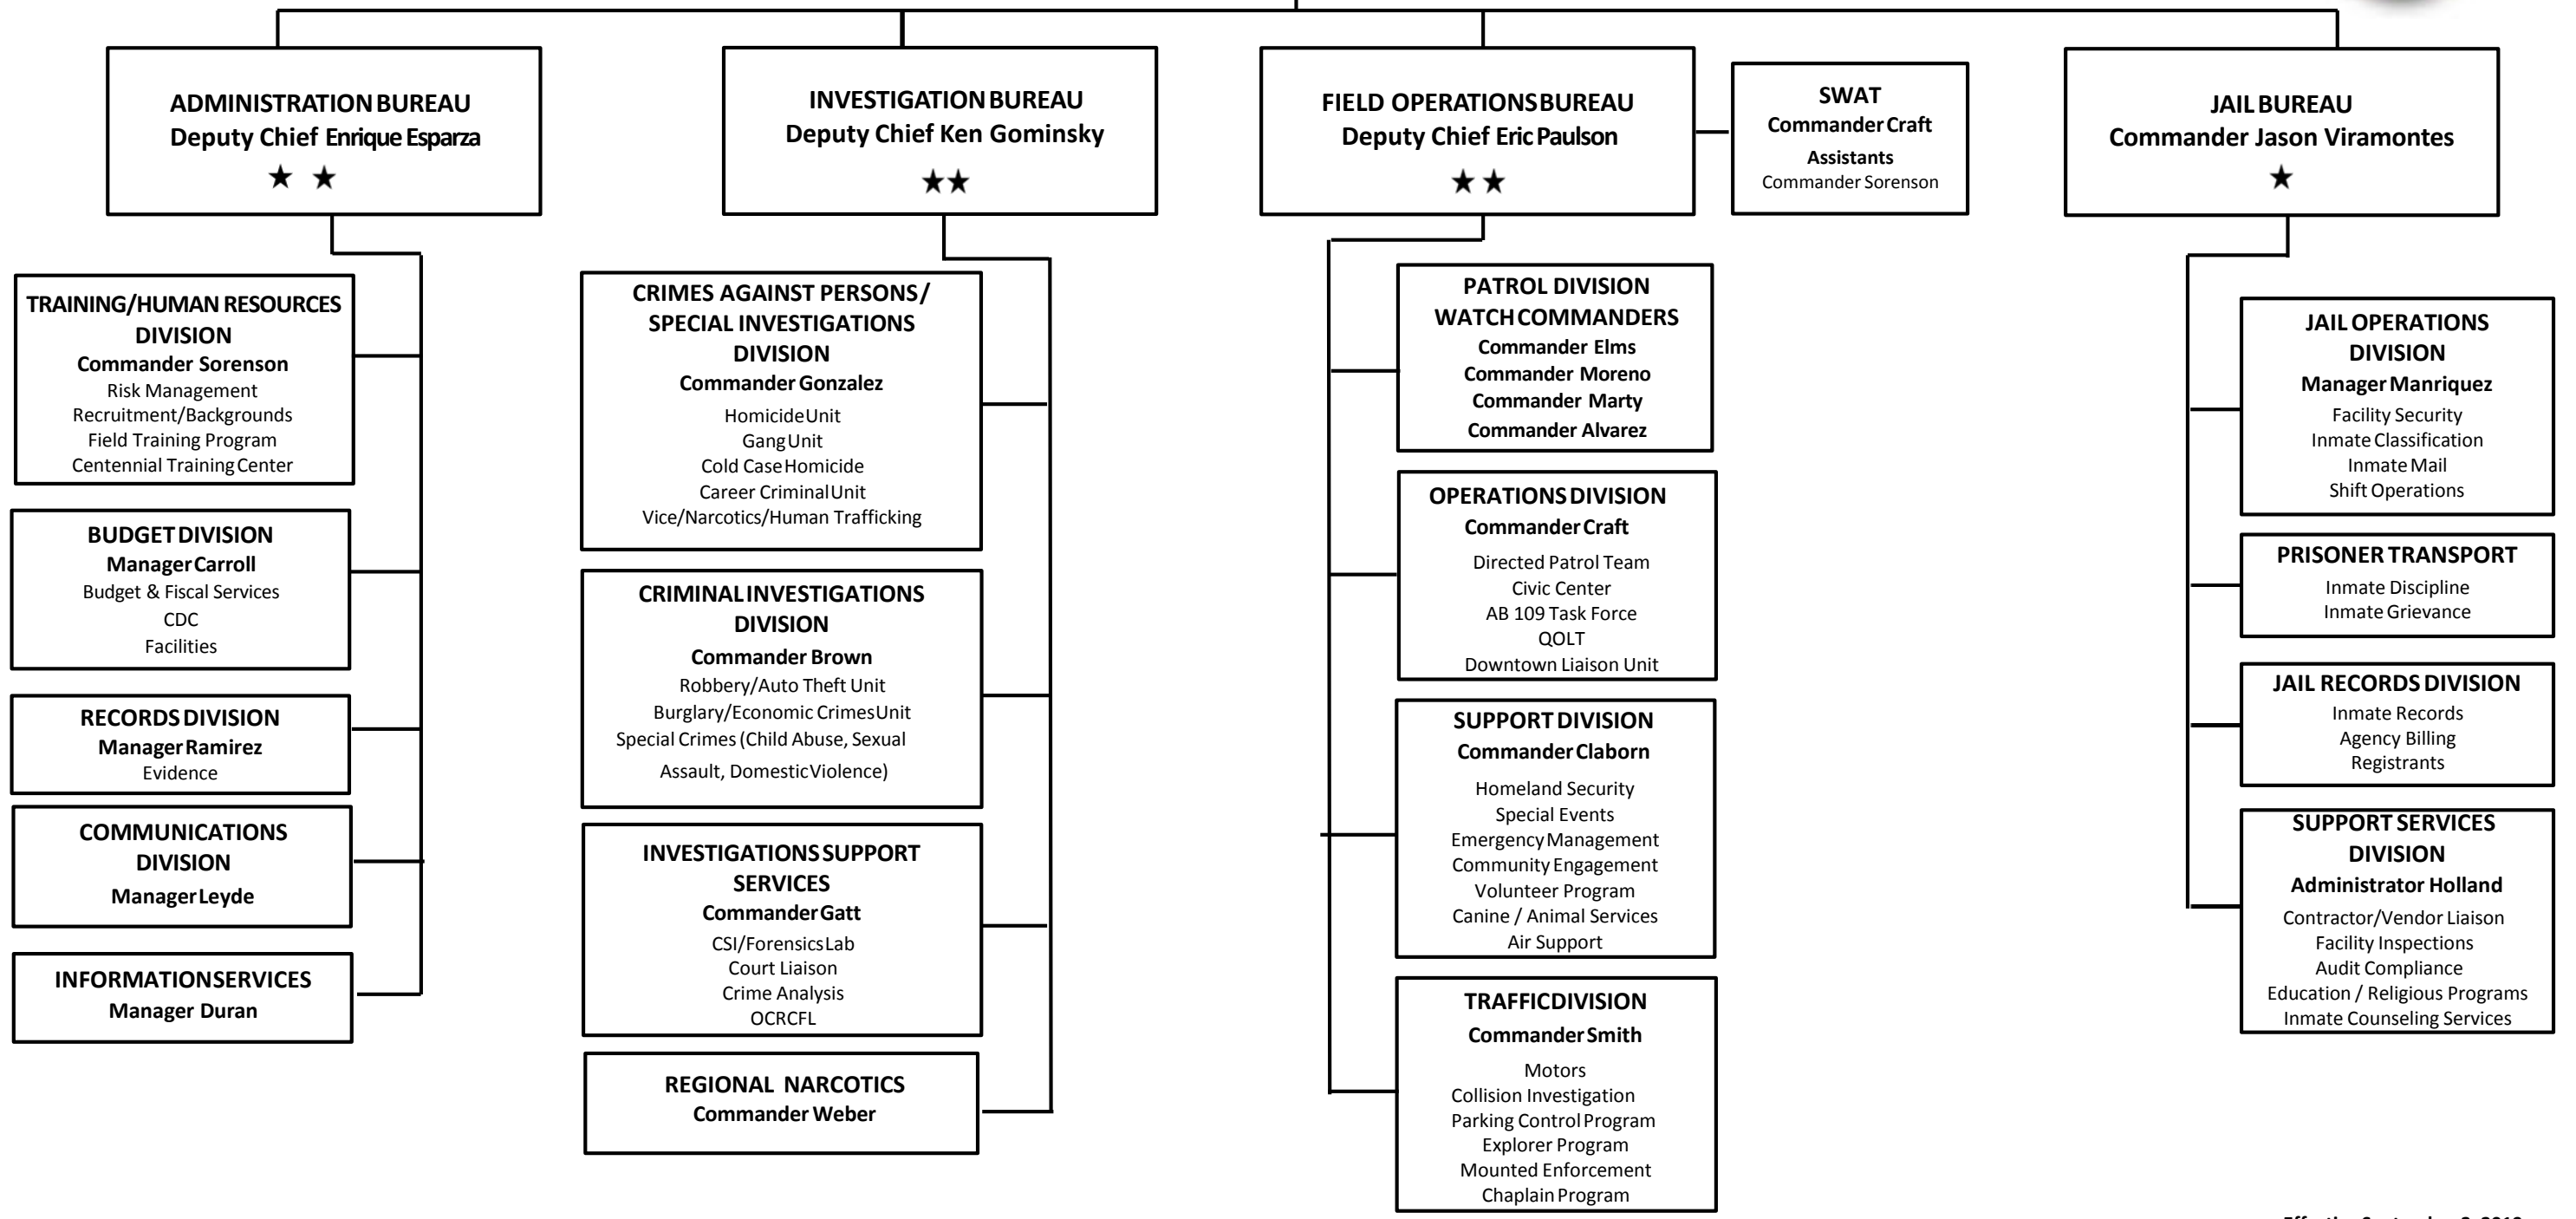 ADMINISTRATION BUREAU
Deputy Chief Enrique Esparza
★ ★
TRAINING/HUMAN RESOURCES
DIVISION
Commander Sorenson
Risk Management
Recruitment/Backgrounds
Field Training Program
Centennial Training Center
BUDGET DIVISION
Manager Carroll
Budget & Fiscal Services
CDC
Facilities
RECORDS DIVISION
Manager Ramirez
Evidence
COMMUNICATIONS
DIVISION
Manager Leyde
INFORMATION SERVICES
Manager Duran
INVESTIGATION BUREAU
Deputy Chief Ken Gominsky
★★
CRIMES AGAINST PERSONS/
SPECIAL INVESTIGATIONS
DIVISION
Commander Gonzalez
Homicide Unit
Gang Unit
Cold Case Homicide
Career Criminal Unit
Vice/Narcotics/Human Trafficking
CRIMINAL INVESTIGATIONS
DIVISION
Commander Brown
Robbery/Auto Theft Unit
Burglary/Economic Crimes Unit
Special Crimes (Child Abuse, Sexual
Assault, Domestic Violence)
INVESTIGATIONS SUPPORT
SERVICES
Commander Gatt
CSI/Forensics Lab
Court Liaison
Crime Analysis
OCRCFL
REGIONAL NARCOTICS
Commander Weber
FIELD OPERATIONS BUREAU
Deputy Chief Eric Paulson
★ ★
SWAT
Commander Craft
Assistants
Commander Sorenson
PATROL DIVISION
WATCH COMMANDERS
Commander Elms
Commander Moreno
Commander Marty
Commander Alvarez
OPERATIONS DIVISION
Commander Craft
Directed Patrol Team
Civic Center
AB 109 Task Force
QOLT
Downtown Liaison Unit
SUPPORT DIVISION
Commander Claborn
Homeland Security
Special Events
Emergency Management
Community Engagement
Volunteer Program
Canine / Animal Services
Air Support
TRAFFIC DIVISION
Commander Smith
Motors
Collision Investigation
Parking Control Program
Explorer Program
Mounted Enforcement
Chaplain Program
JAIL BUREAU
Commander Jason Viramontes
★
JAIL OPERATIONS
DIVISION
Manager Manriquez
Facility Security
Inmate Classification
Inmate Mail
Shift Operations
PRISONER TRANSPORT
Inmate Discipline
Inmate Grievance
JAIL RECORDS DIVISION
Inmate Records
Agency Billing
Registrants
SUPPORT SERVICES
DIVISION
Administrator Holland
Contractor/Vendor Liaison
Facility Inspections
Audit Compliance
Education / Religious Programs
Inmate Counseling Services